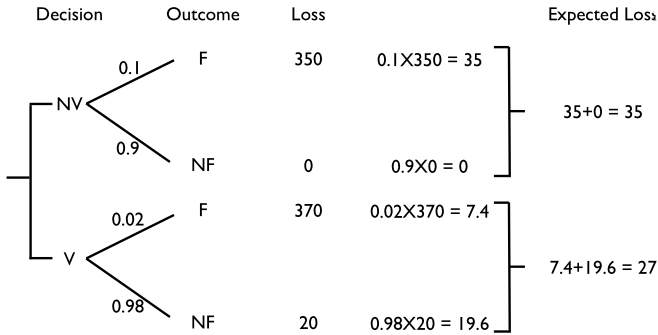 Decision Outcome Loss Expected Loss
0.1 F 350 0.1X350 = 35
NV 35+0 = 35
0.9 NF 0 0.9X0 = 0
0.02 F 370 0.02X370 = 7.4
V 7.4+19.6 = 27
0.98 NF 20 0.98X20 = 19.6